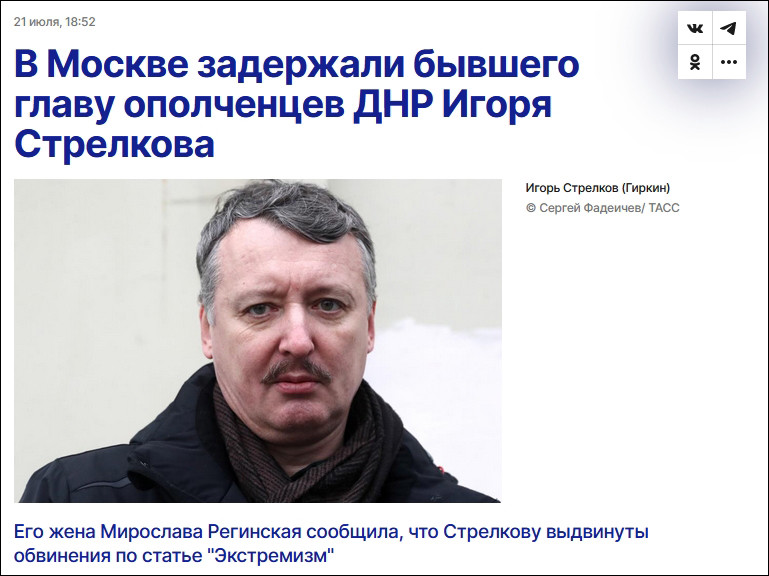 21 июля, 18:52
В Москве задержали бывшего
главу ополченцев ДНР Игоря
Стрелкова
Игорь Стрелков (Гиркин)
© Сергей Фадеичев/ ТАСС
Его жена Мирослава Регинская сообщила, что Стрелкову выдвинуты
обвинения по статье "Экстремизм"